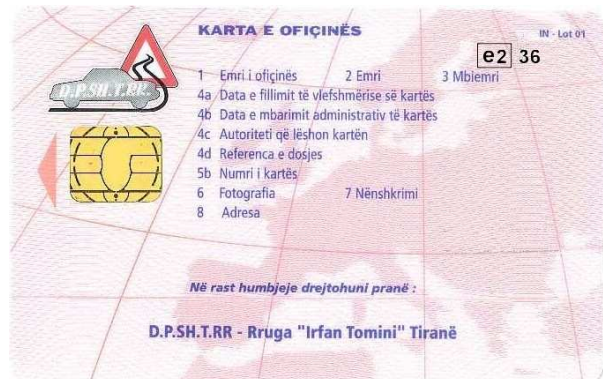 KARTA E OFIÇINËS
IN - Lot 01
e2 36
D.P.SH.T.RR.
1 Emri i ofiçinës 2 Emri 3 Mbiemri
4a Data e fillimit të vlefshmërise së kartës
4b Data e mbarimit administrativ të kartës
4c Autoriteti që lëshon kartën
4d Referenca e dosjes
5b Numri i kartës
6 Fotografia 7 Nënshkrimi
8 Adresa
Në rast humbjeje drejtohuni pranë :
D.P.SH.T.RR - Rruga "Irfan Tomini" Tiranë